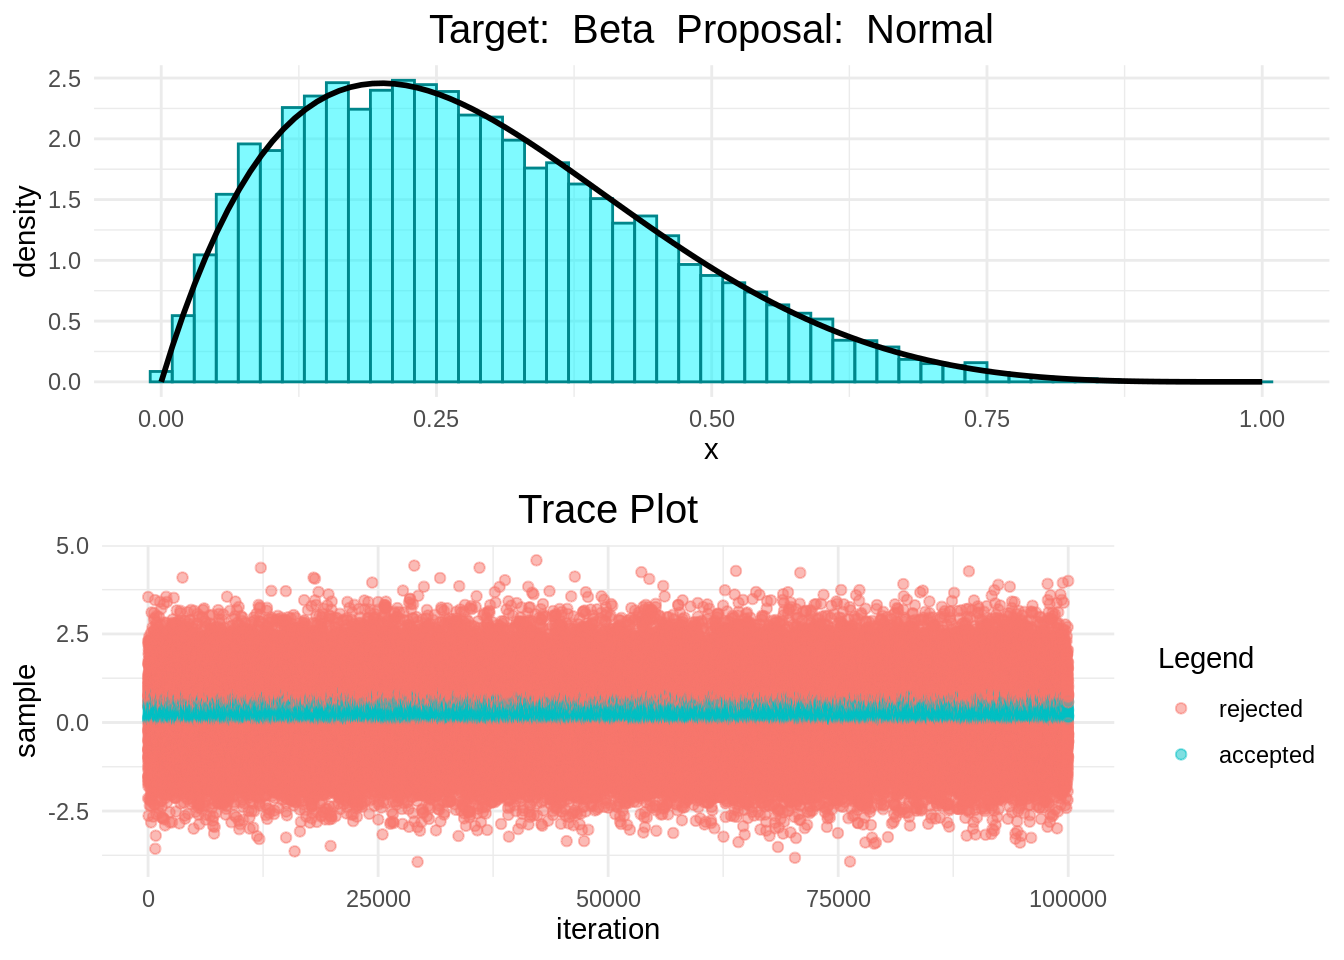 Target:  Beta  Proposal:  Normal
2.5
2.0
1.5
1.0
0.5
0.0
density
0.00 0.25 0.50 0.75 1.00
x
Trace Plot
5.0
2.5
0.0
-2.5
sample
0 25000 50000 75000 100000
iteration
Legend
rejected
accepted